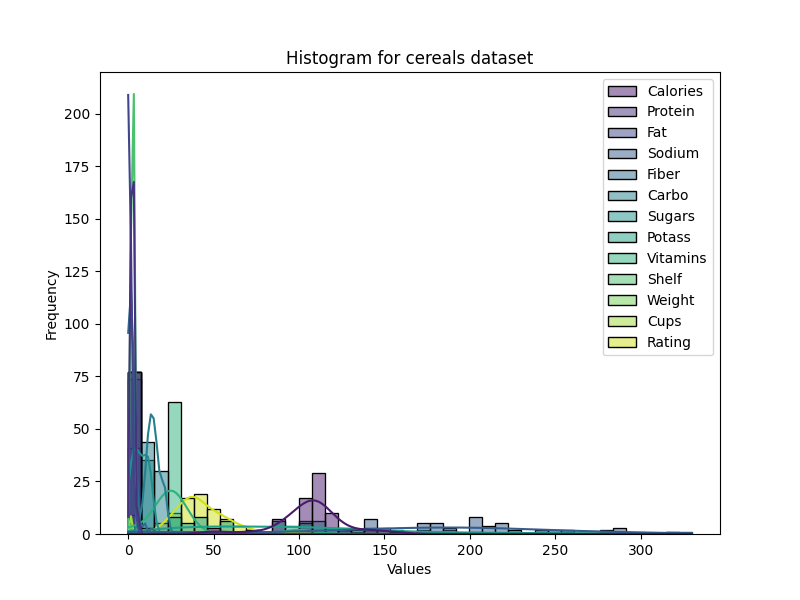 Histogram for cereals dataset
Calories
Protein
Fat
Sodium
Fiber
Carbo
Sugars
Potass
Vitamins
Shelf
Weight
Cups
Rating
Frequency
200
175
150
125
100
75
50
25
0
0
50
100
150
200
250
300
Values